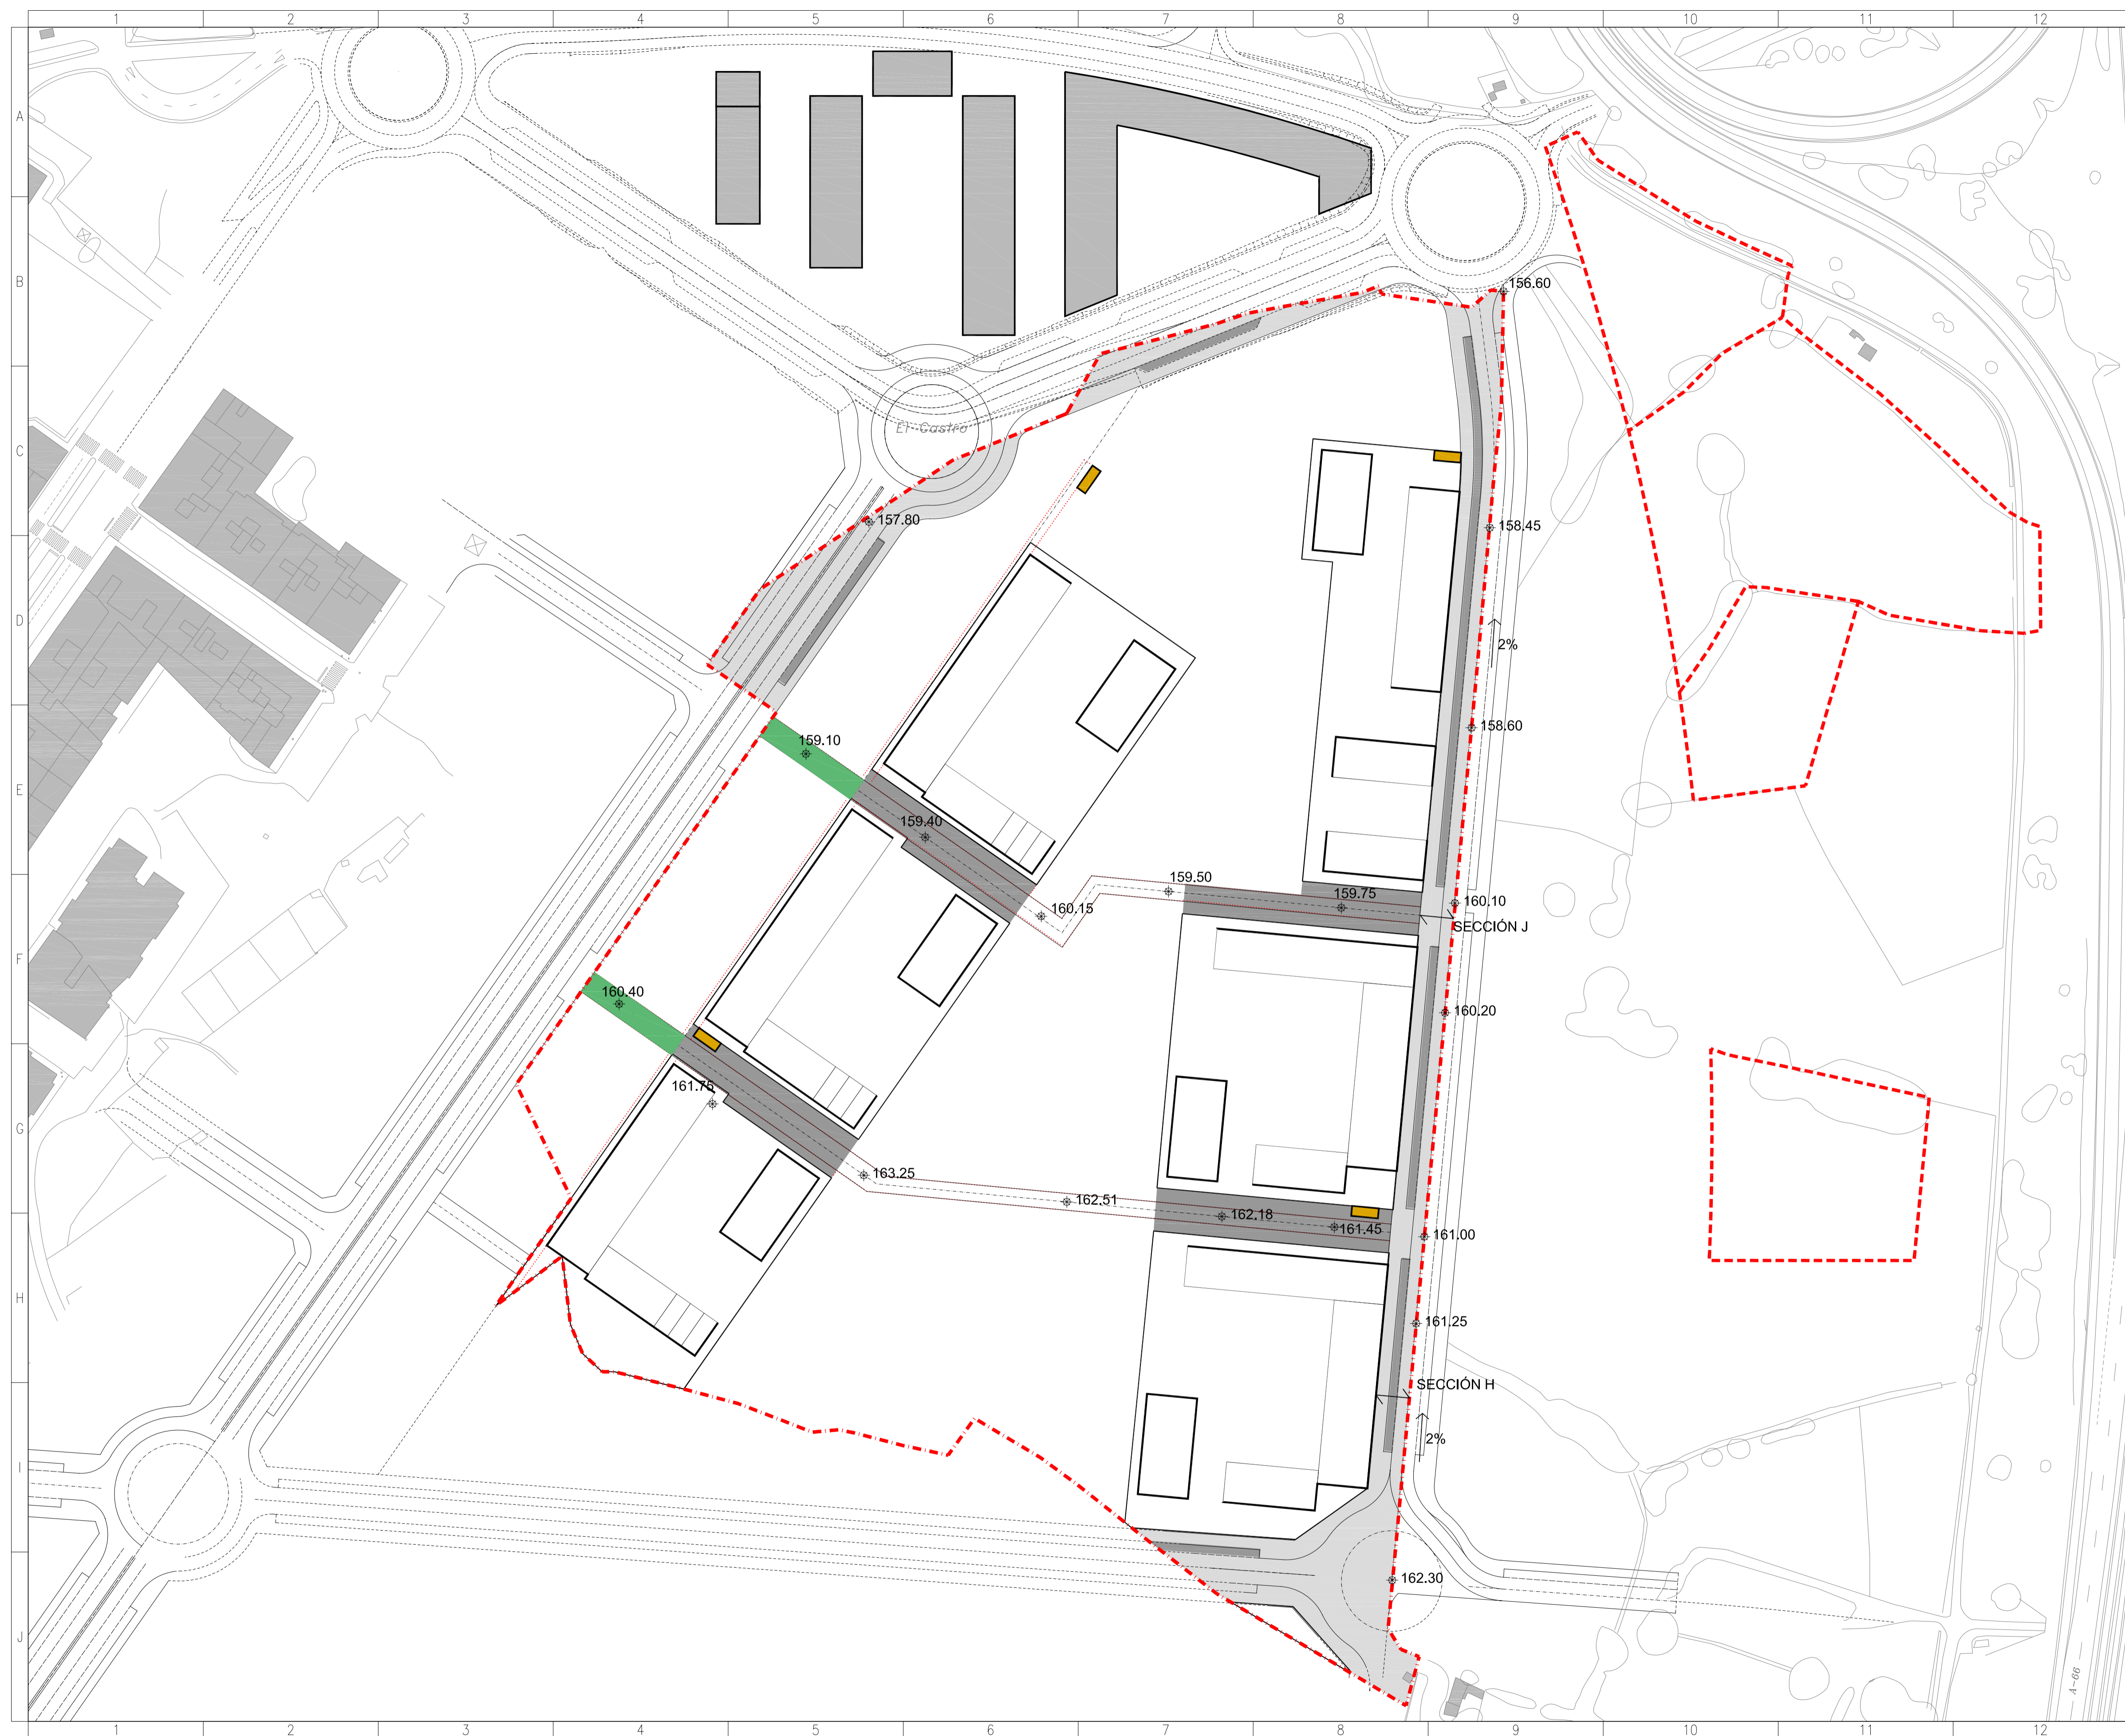 1 2 3 4 5 6 7 8 9 10 11 12
A
B
156.60
C
El Castro
157.80
158.45
D
2%
158.60
159.10
E
159.40
159.50
159.75
160.10
160.15
SECCIÓN J
F
160.40
160.20
161.75
G
163.25
162.51
162.18
161.45
161.00
H
161.25
SECCIÓN H
2%
I
162.30
J
A-66
1 2 3 4 5 6 7 8 9 10 11 12